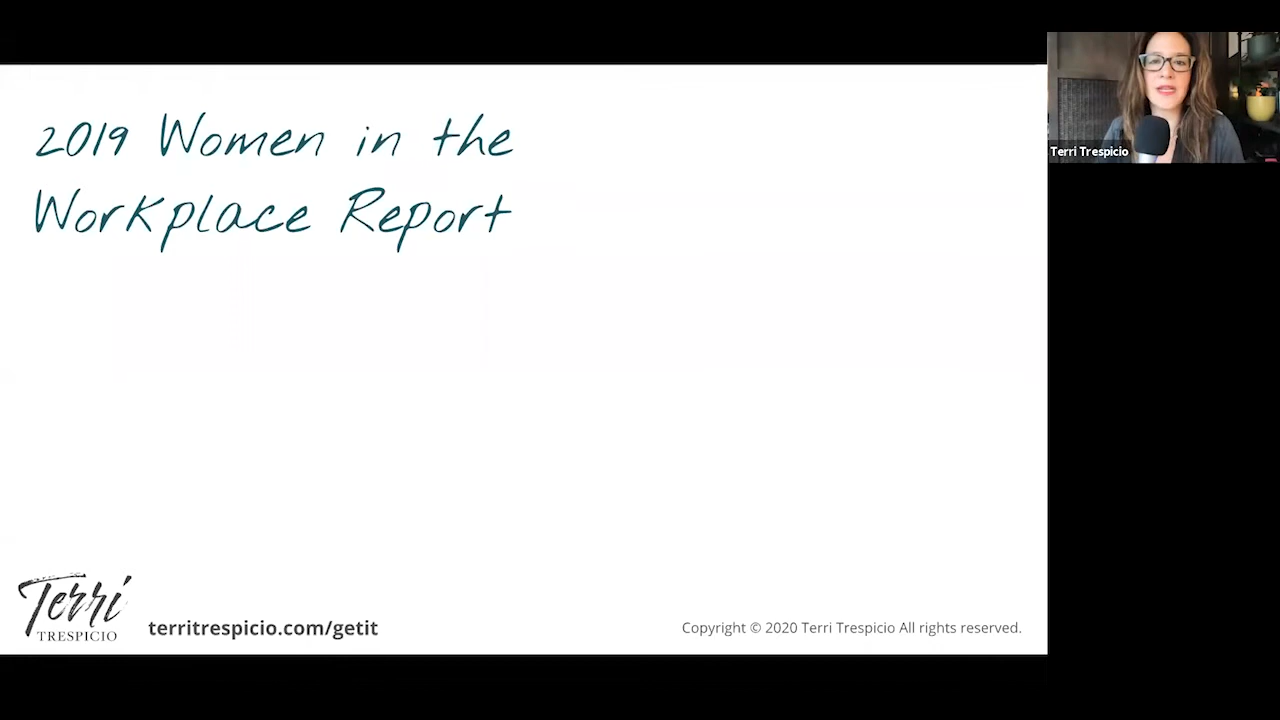 2019 Women in the
Workplace Report
Terri Trespicio
Terri
TRESPICIO
territrespicio.com/getit
Copyright © 2020 Terri Trespicio All rights reserved.